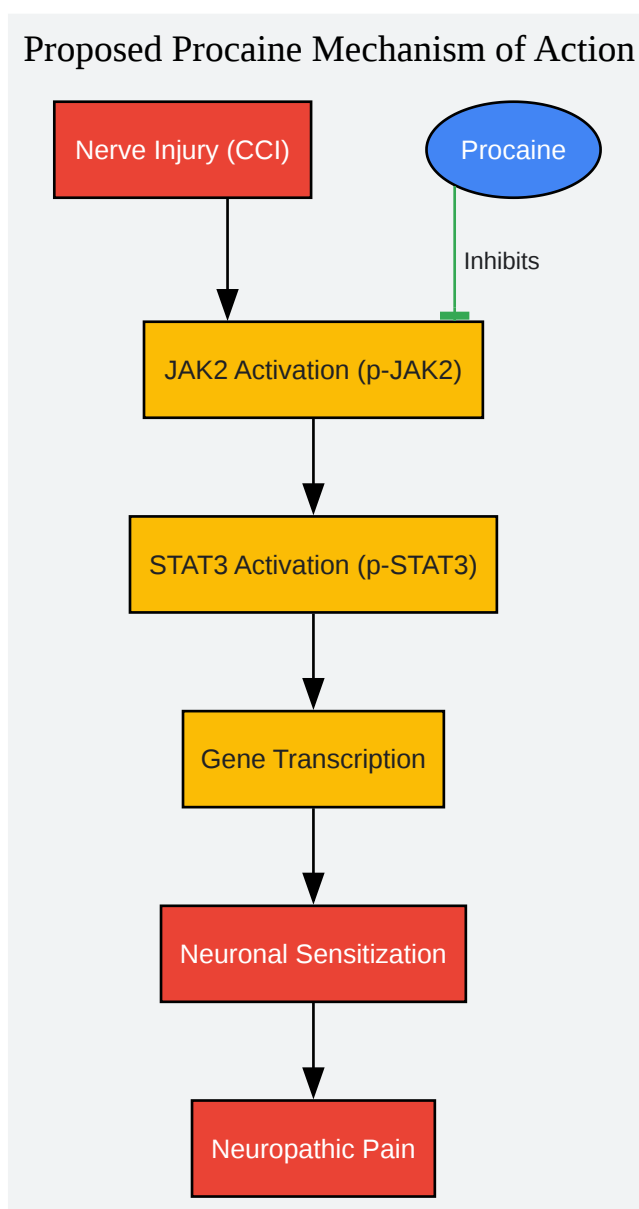 Proposed Procaine Mechanism of Action
Nerve Injury (CCI)
Procaine
Inhibits
JAK2 Activation (p-JAK2)
STAT3 Activation (p-STAT3)
Gene Transcription
Neuronal Sensitization
Neuropathic Pain